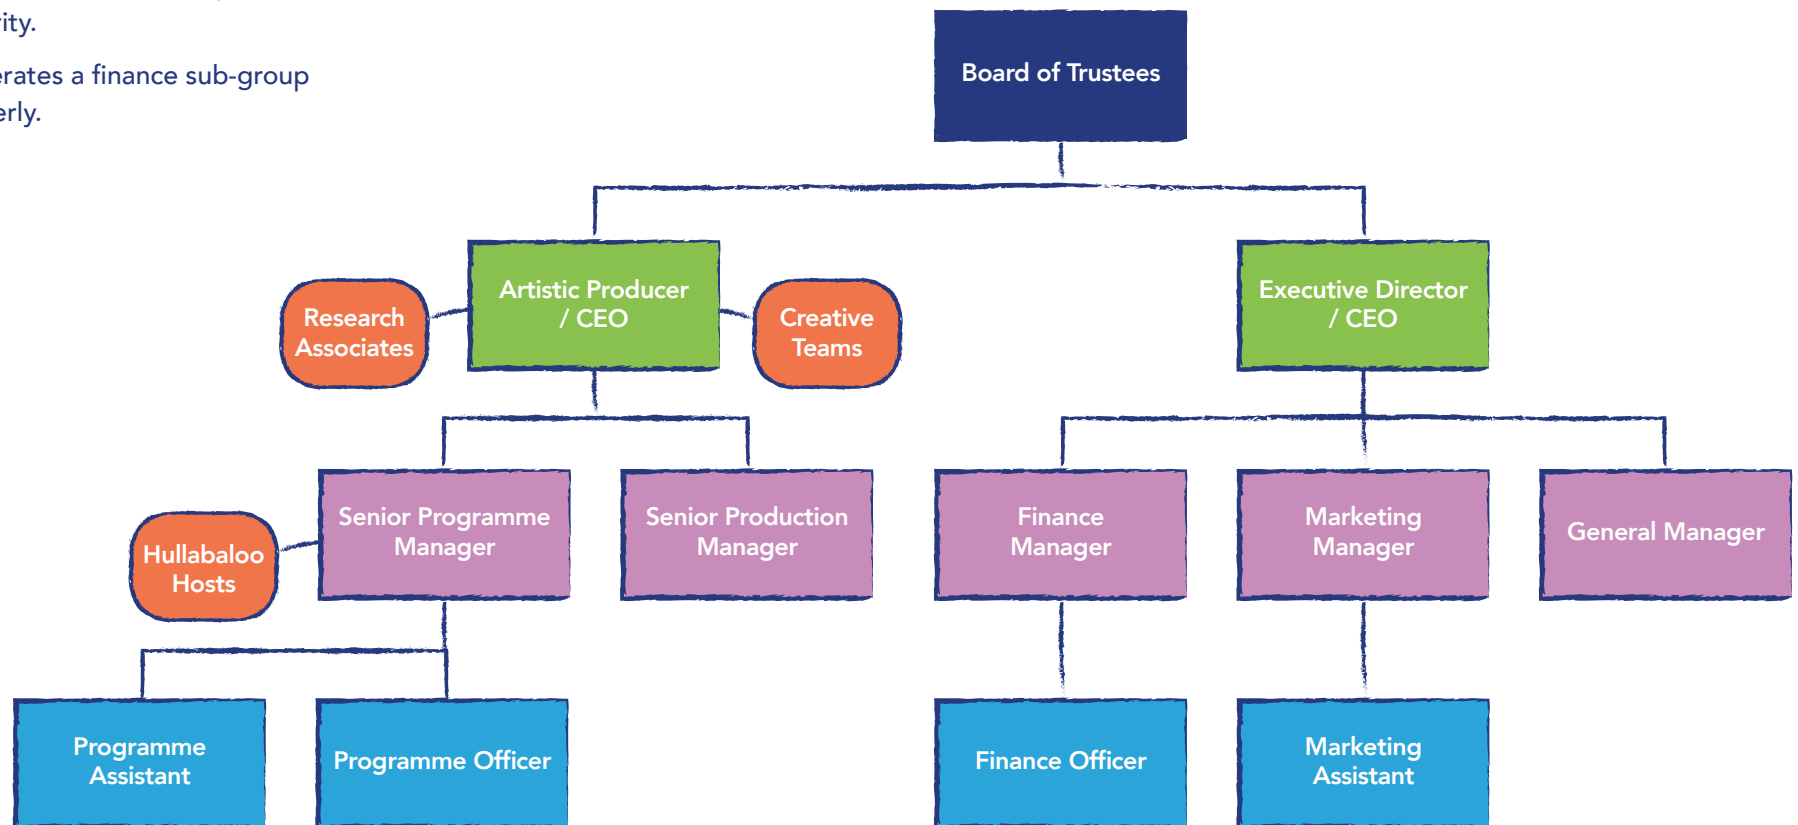 erates a finance sub-group
Board of Trustees
Artistic Producer
/ CEO
Executive Director
/ CEO
Research
Associates
Creative
Teams
Senior Programme
Manager
Senior Production
Manager
Finance
Manager
Marketing
Manager
General Manager
Hullabaloo
Hosts
Programme
Assistant
Programme Officer
Finance Officer
Marketing
Assistant